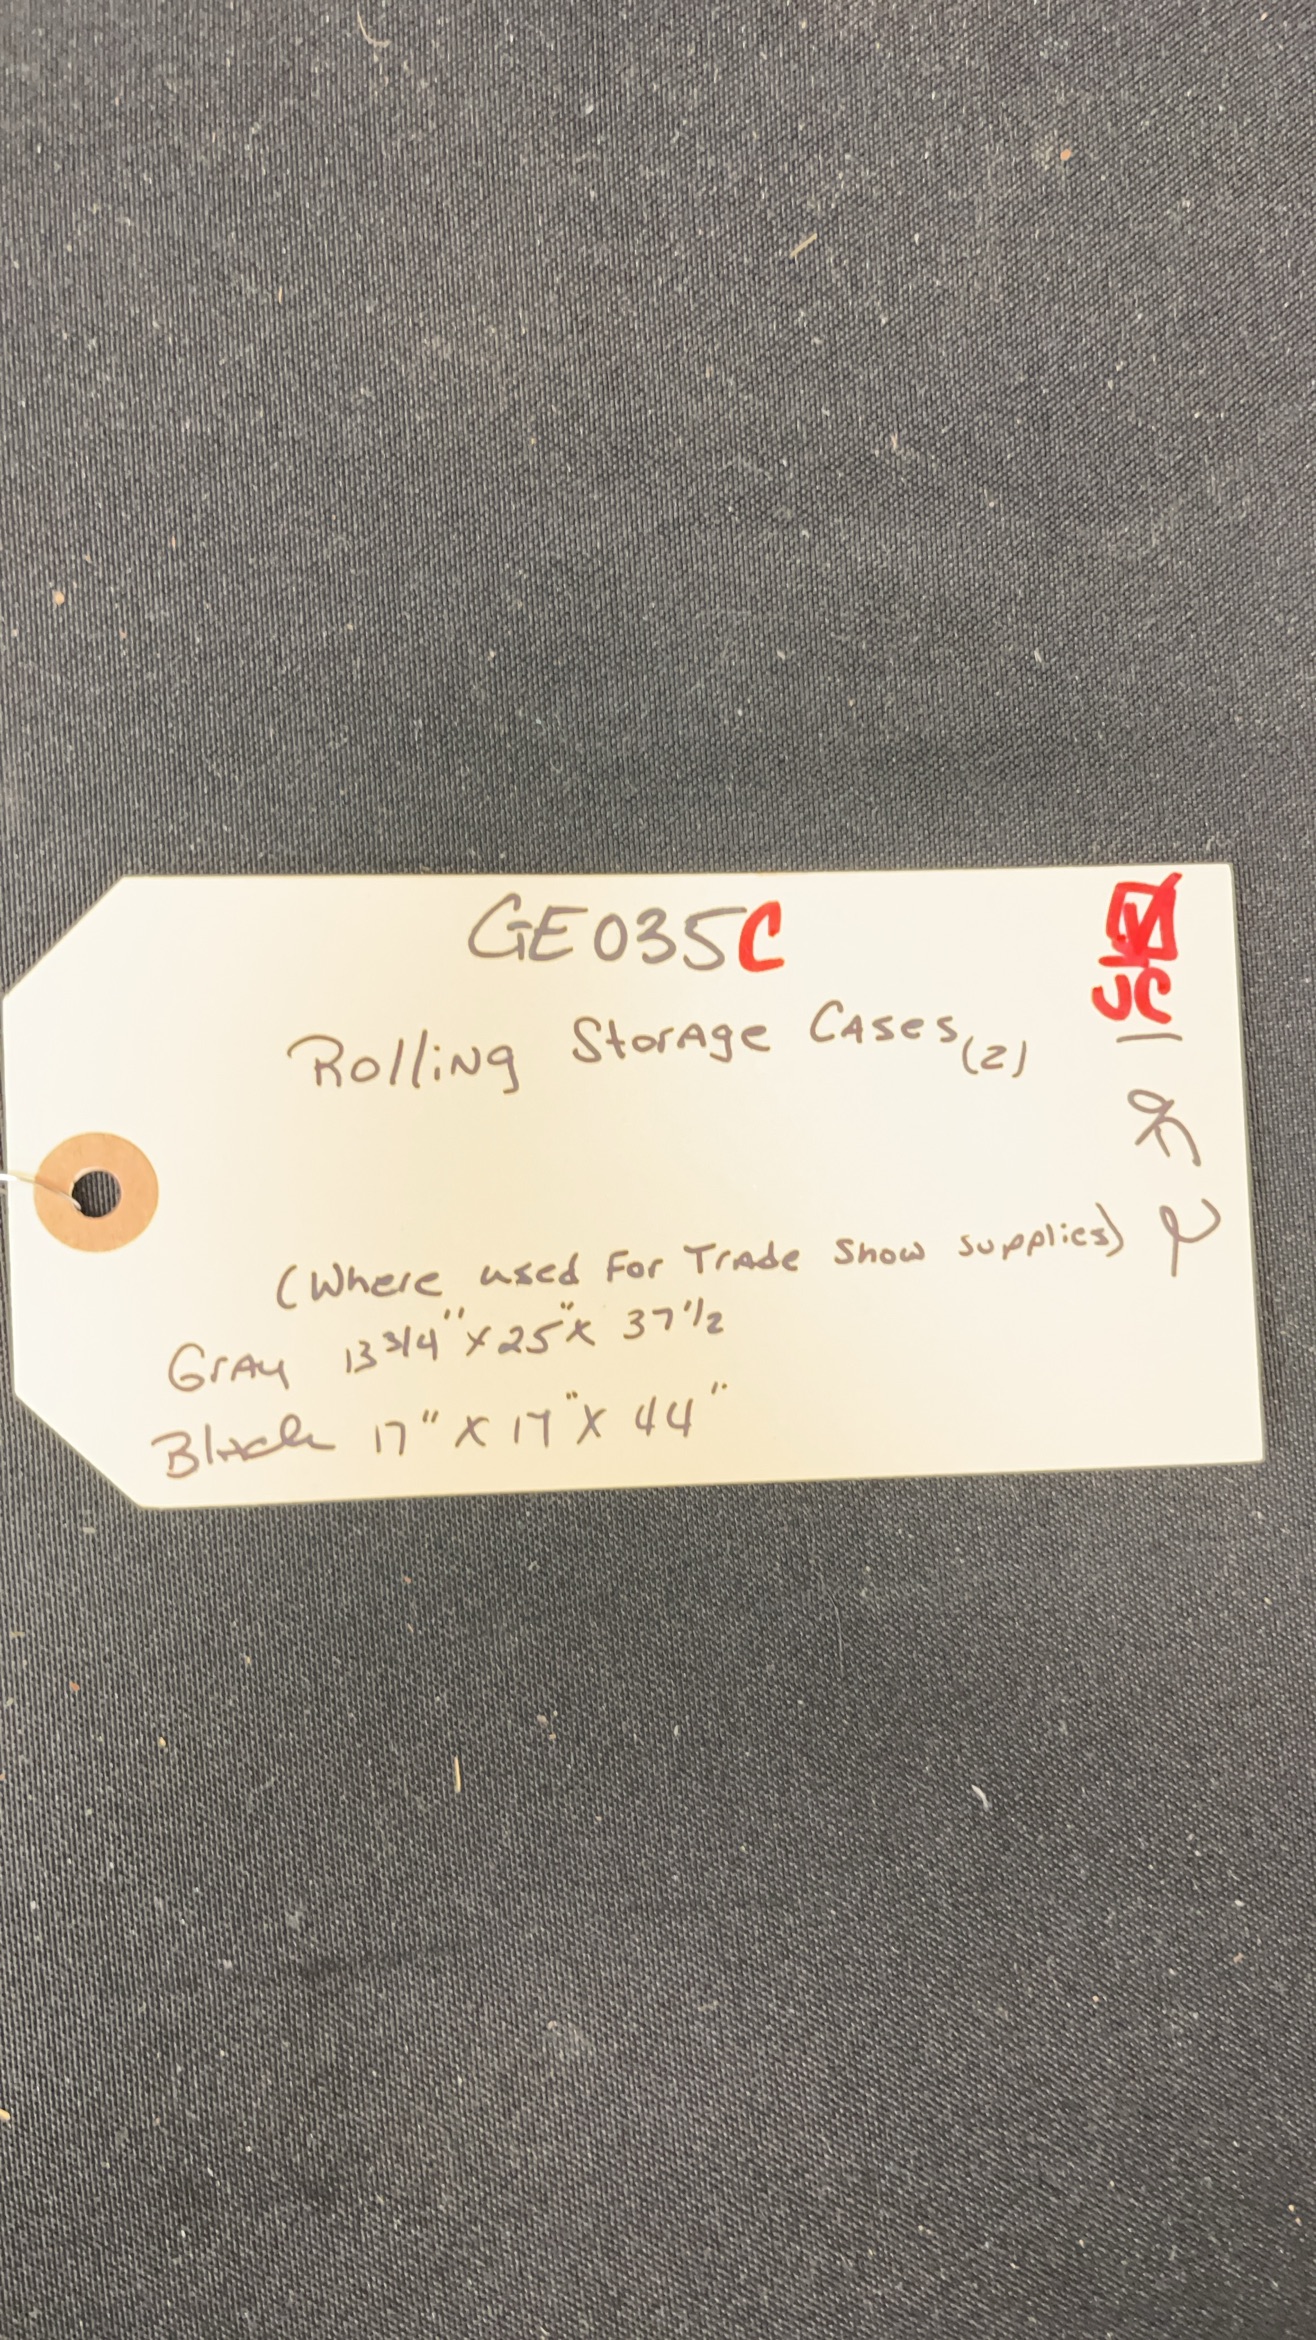 GE035C
JC
Rolling Storage Cases (2)
(Where used For Trade Show supplies)
Gray 13 3/4" x 25" x 37 1/2
Black 17" x 17" x 44"